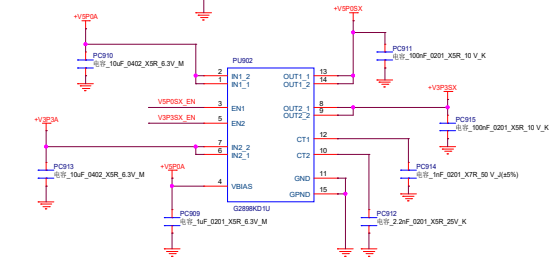 +V5P0A
+V5P0SX
PC910
电容_10uF_0402_X5R_6.3V_M
PU902
PC911
电容_100nF_0201_X5R_10 V_K
2
1
IN1_2
IN1_1
OUT1_1
OUT1_2
13
14
+V3P3SX
V5P0SX_EN
3
EN1
OUT2_1
OUT2_2
8
9
V3P3SX_EN
5
EN2
+V3P3A
PC915
电容_100nF_0201_X5R_10 V_K
CT1
12
7
6
IN2_2
IN2_1
CT2
10
PC913
电容_10uF_0402_X5R_6.3V_M
+V5P0A
PC914
电容_1nF_0201_X7R_50 V_J(±5%)
4
VBIAS
GND
11
GPND
15
G2898KD1U
PC909
电容_1uF_0201_X5R_6.3V_M
PC912
电容_2.2nF_0201_X5R_25V_K